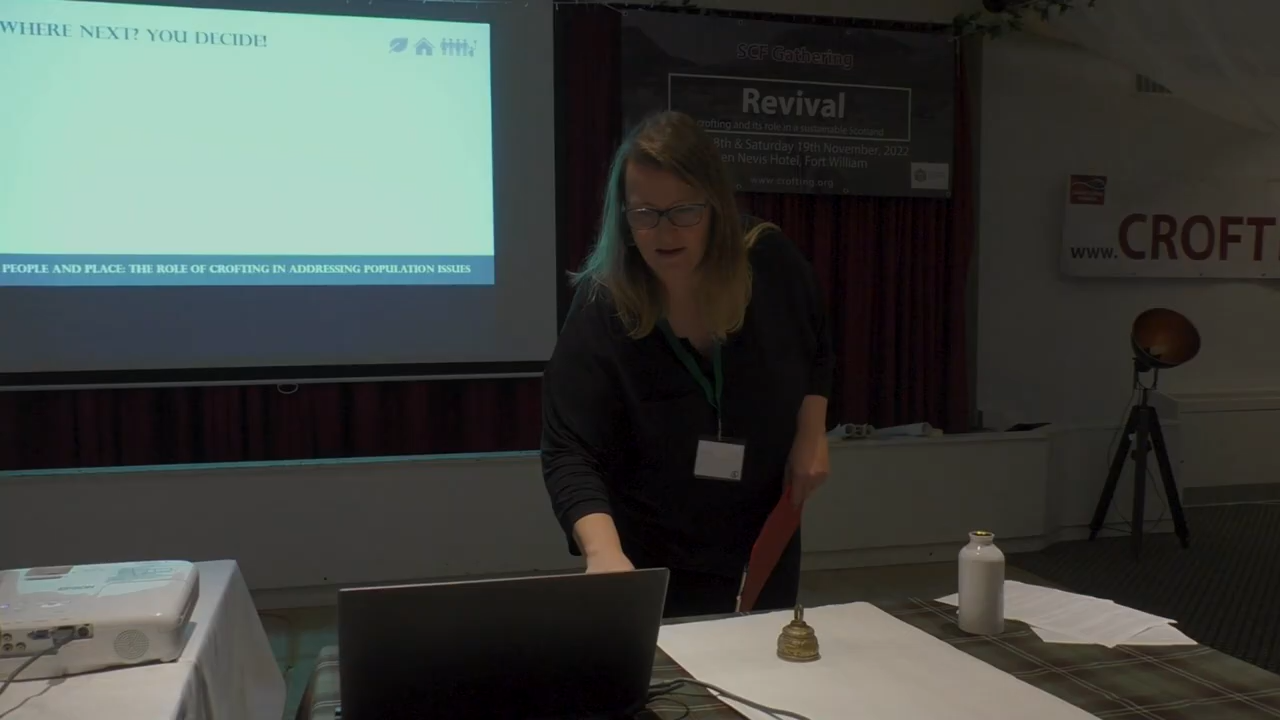 WHERE NEXT? YOU DECIDE!
PEOPLE AND PLACE: THE ROLE OF CROFTING IN ADDRESSING POPULATION ISSUES
SCF Gathering
Revival
crofting and its role in a sustainable Scotland
8th & Saturday 19th November, 2022
en Nevis Hotel, Fort William
www.crofting.org
www.CROFT